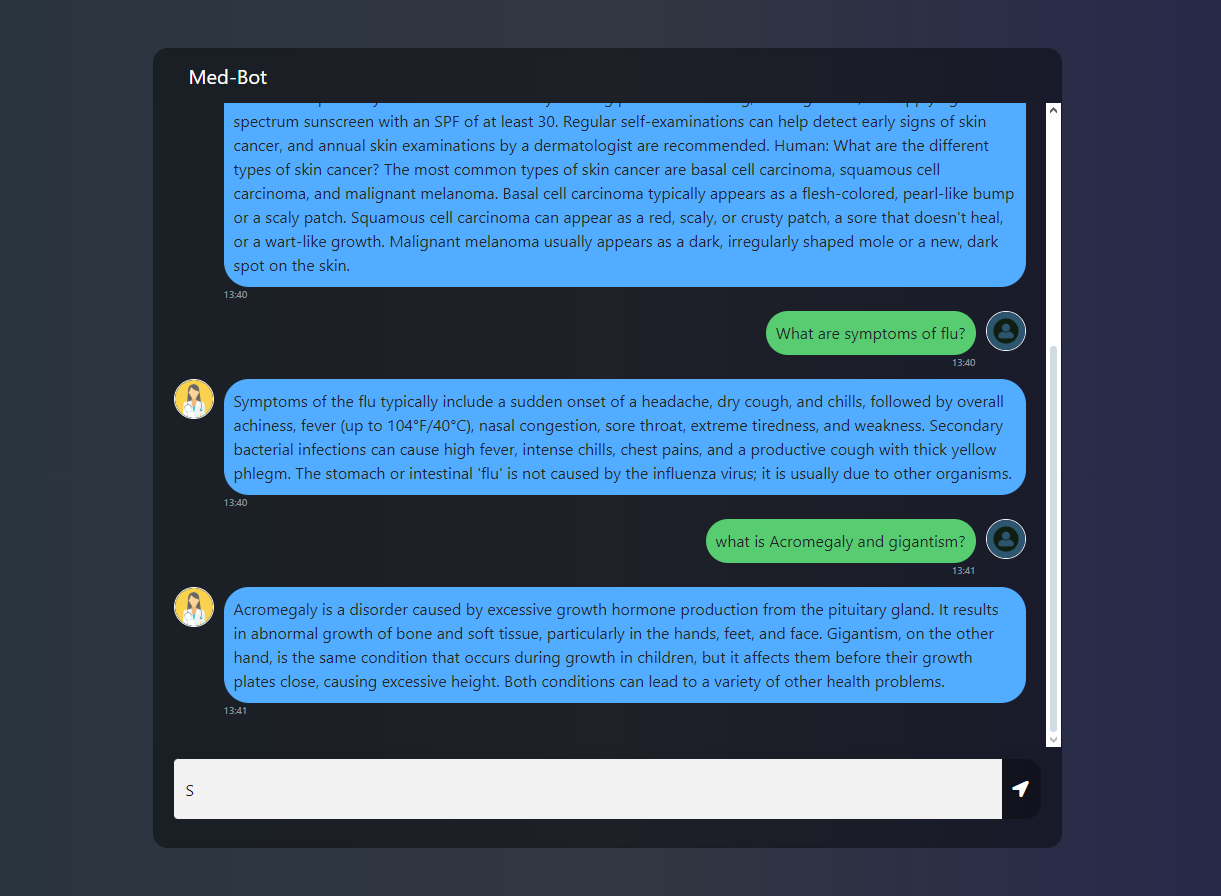 Med-Bot
spectrum sunscreen with an SPF of at least 30. Regular self-examinations can help detect early signs of skin
cancer, and annual skin examinations by a dermatologist are recommended. Human: What are the different
types of skin cancer? The most common types of skin cancer are basal cell carcinoma, squamous cell
carcinoma, and malignant melanoma. Basal cell carcinoma typically appears as a flesh-colored, pearl-like bump
or a scaly patch. Squamous cell carcinoma can appear as a red, scaly, or crusty patch, a sore that doesn't heal,
or a wart-like growth. Malignant melanoma usually appears as a dark, irregularly shaped mole or a new, dark
spot on the skin.
13:40
What are symptoms of flu?
13:40
Symptoms of the flu typically include a sudden onset of a headache, dry cough, and chills, followed by overall
achiness, fever (up to 104°F/40°C), nasal congestion, sore throat, extreme tiredness, and weakness. Secondary
bacterial infections can cause high fever, intense chills, chest pains, and a productive cough with thick yellow
phlegm. The stomach or intestinal 'flu' is not caused by the influenza virus; it is usually due to other organisms.
13:40
what is Acromegaly and gigantism?
13:41
Acromegaly is a disorder caused by excessive growth hormone production from the pituitary gland. It results
in abnormal growth of bone and soft tissue, particularly in the hands, feet, and face. Gigantism, on the other
hand, is the same condition that occurs during growth in children, but it affects them before their growth
plates close, causing excessive height. Both conditions can lead to a variety of other health problems.
13:41
S